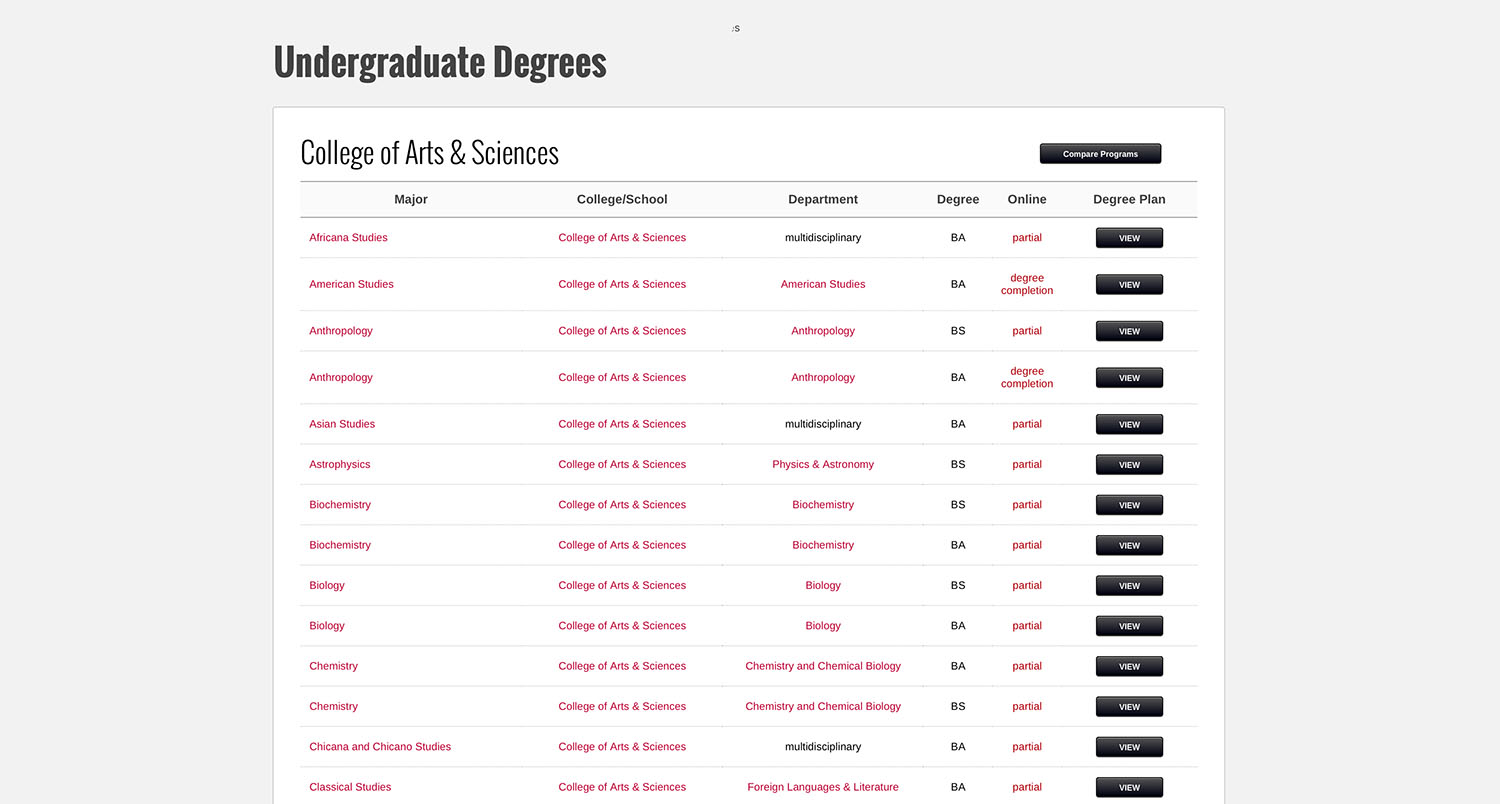 s
Undergraduate Degrees
College of Arts & Sciences Compare Programs
Major College/School Department Degree Online Degree Plan
Africana Studies College of Arts & Sciences multidisciplinary BA partial VIEW
American Studies College of Arts & Sciences American Studies BA degree completion VIEW
Anthropology College of Arts & Sciences Anthropology BS partial VIEW
Anthropology College of Arts & Sciences Anthropology BA degree completion VIEW
Asian Studies College of Arts & Sciences multidisciplinary BA partial VIEW
Astrophysics College of Arts & Sciences Physics & Astronomy BS partial VIEW
Biochemistry College of Arts & Sciences Biochemistry BS partial VIEW
Biochemistry College of Arts & Sciences Biochemistry BA partial VIEW
Biology College of Arts & Sciences Biology BS partial VIEW
Biology College of Arts & Sciences Biology BA partial VIEW
Chemistry College of Arts & Sciences Chemistry and Chemical Biology BA partial VIEW
Chemistry College of Arts & Sciences Chemistry and Chemical Biology BS partial VIEW
Chicana and Chicano Studies College of Arts & Sciences multidisciplinary BA partial VIEW
Classical Studies College of Arts & Sciences Foreign Languages & Literature BA partial VIEW